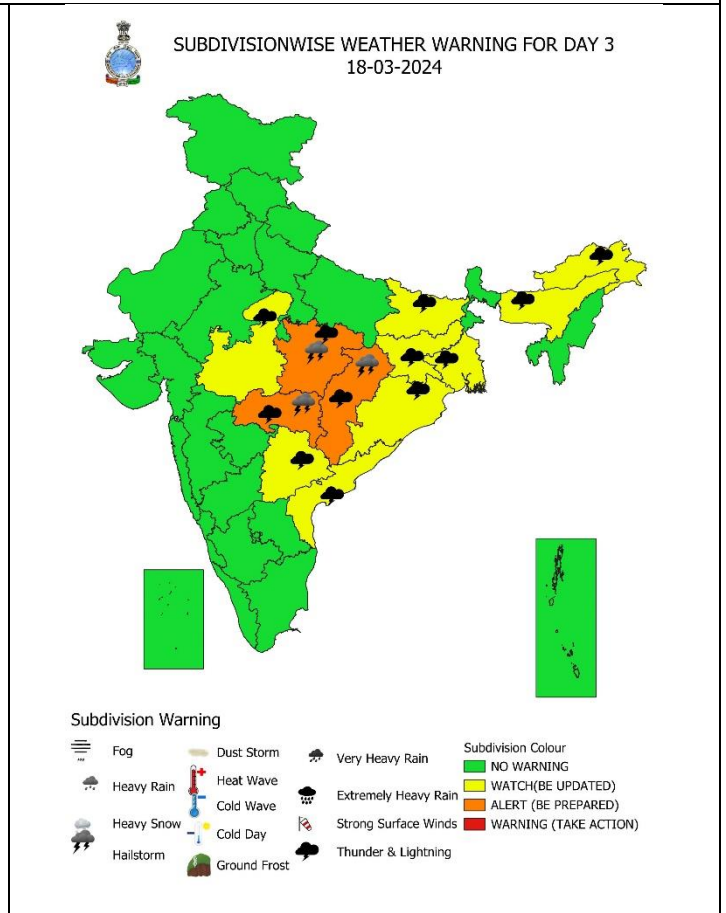 SUBDIVISIONWISE WEATHER WARNING FOR DAY 3
18-03-2024
Subdivision Warning
Fog
Heavy Rain
Heavy Snow
Hailstorm
Dust Storm
Heat Wave
Cold Wave
Cold Day
Ground Frost
Very Heavy Rain
Extremely Heavy Rain
Strong Surface Winds
Thunder & Lightning
Subdivision Colour
NO WARNING
WATCH(BE UPDATED)
ALERT (BE PREPARED)
WARNING (TAKE ACTION)